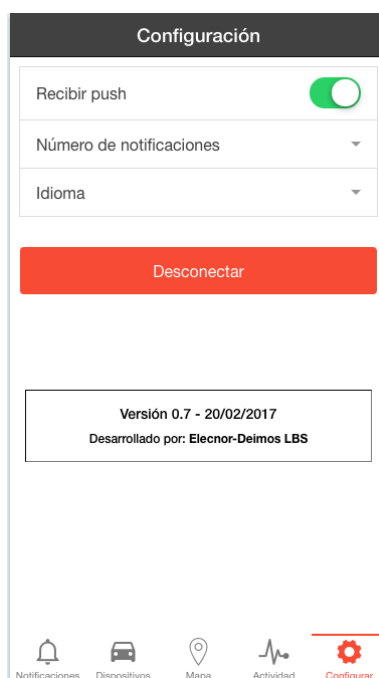 Configuración
Recibir push
Número de notificaciones
Idioma
Desconectar
Versión 0.7 - 20/02/2017
Desarrollado por: Elecnor-Deimos LBS
Notificaciones Dispositivos Mapa Actividad Configurar